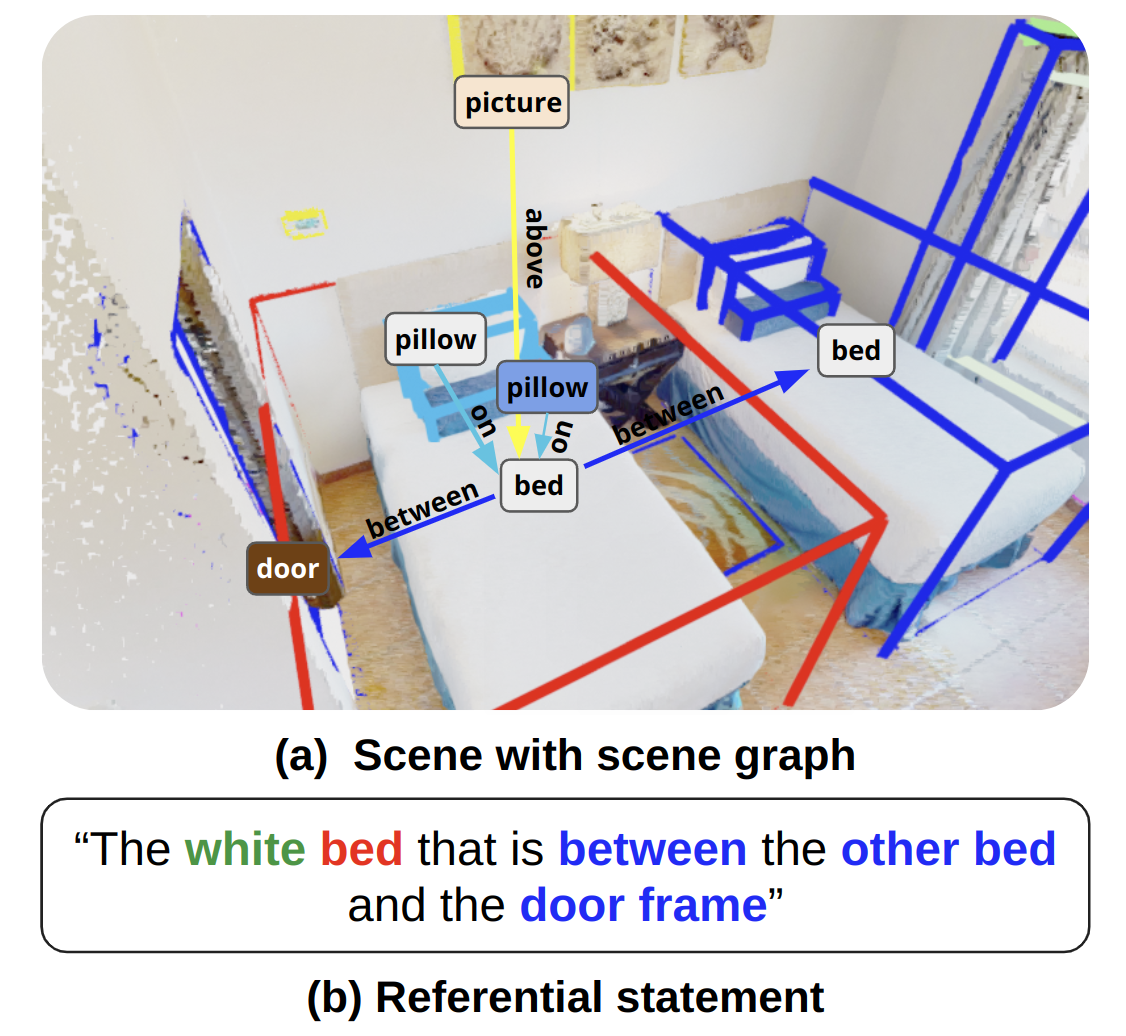 picture
above
pillow
pillow
bed
on
on
between
bed
between
door
(a) Scene with scene graph
“The white bed that is between the other bed
and the door frame”
(b) Referential statement